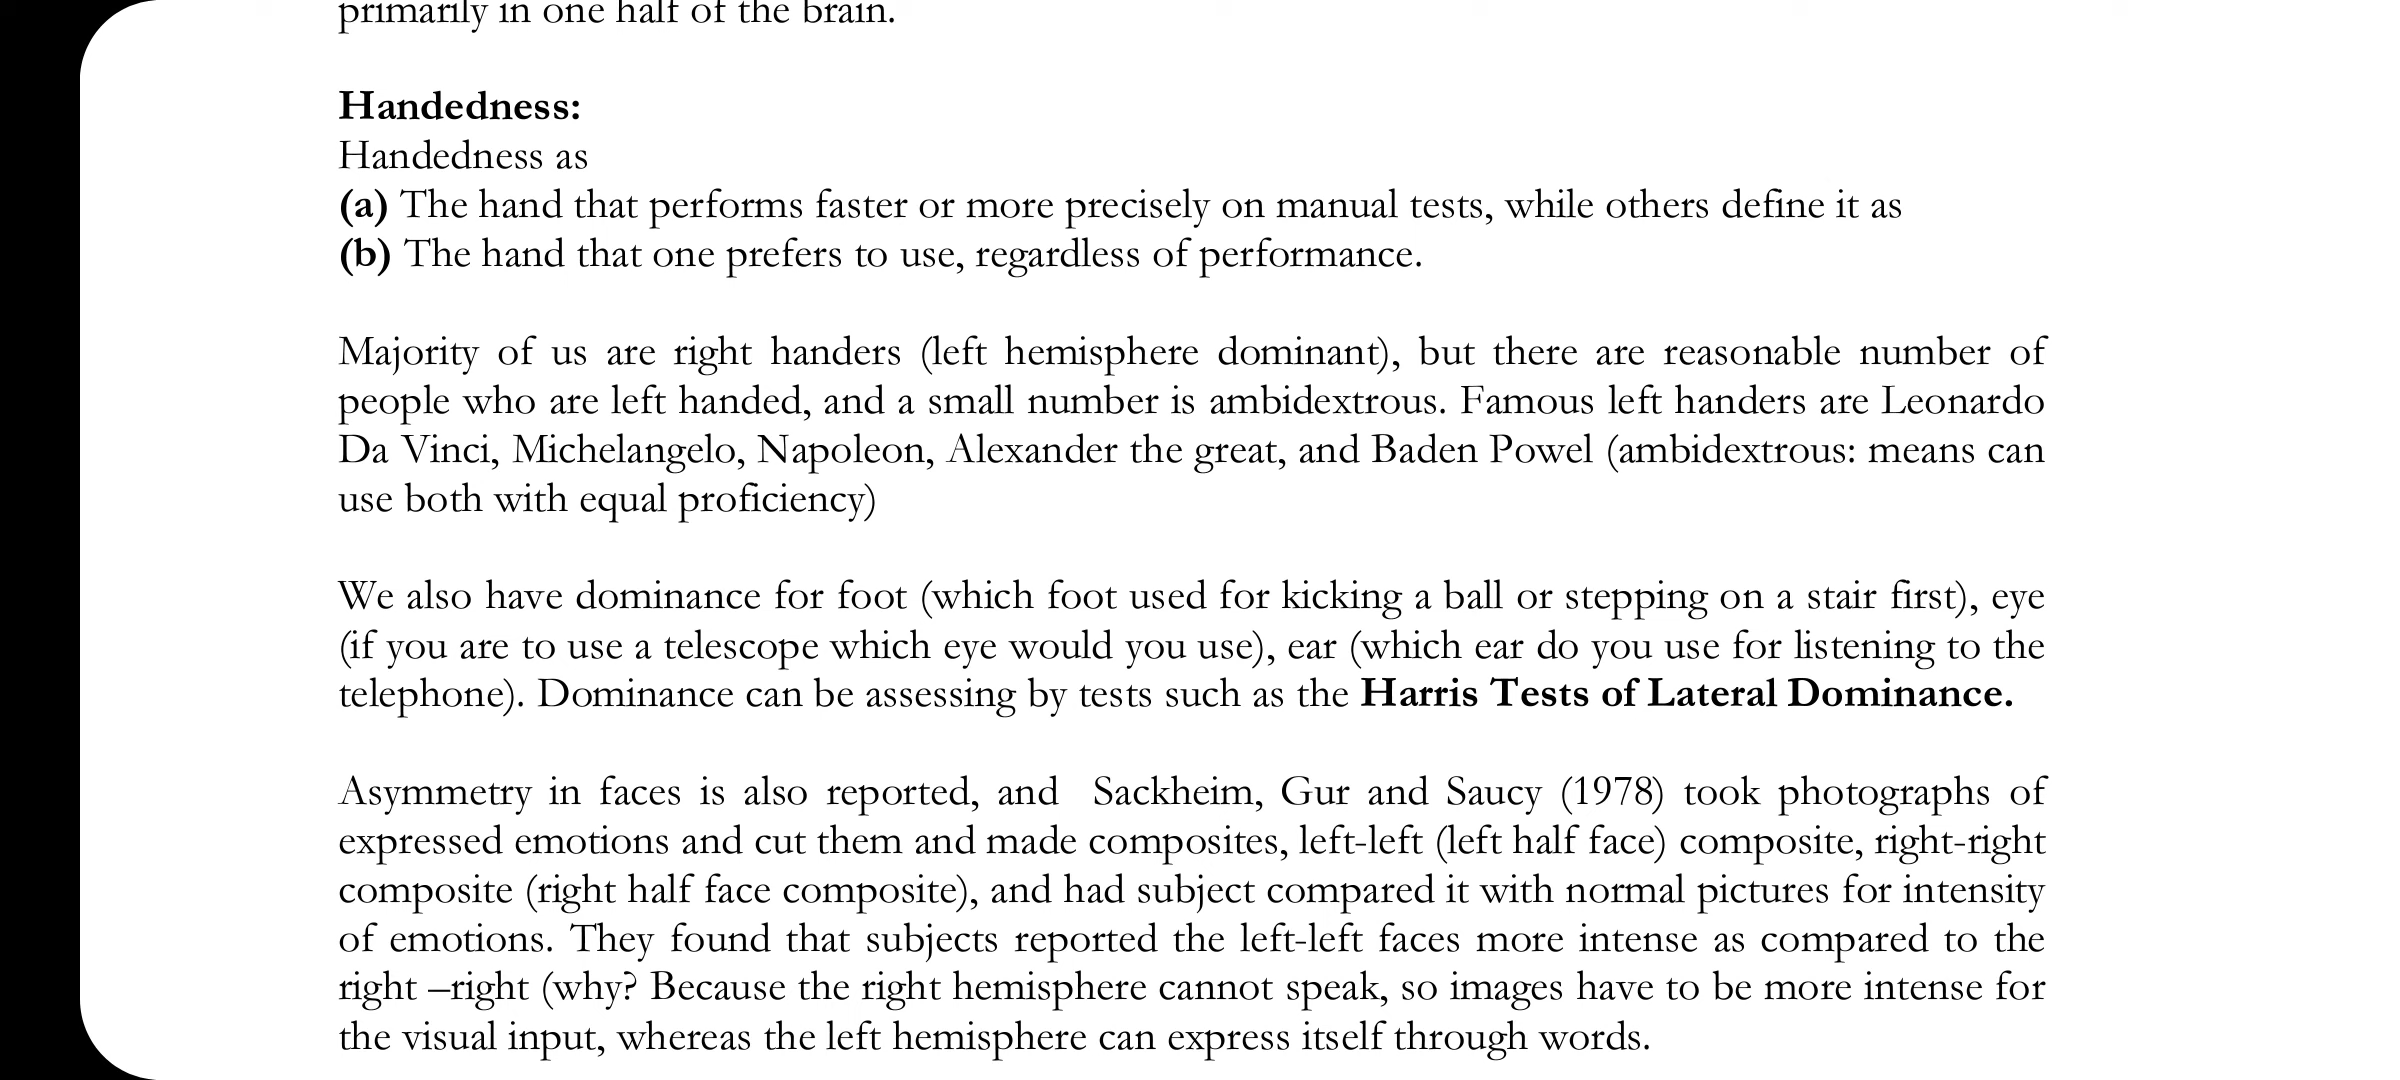 primarily in one half of the brain.
Handedness:
Handedness as
(a) The hand that performs faster or more precisely on manual tests, while others define it as
(b) The hand that one prefers to use, regardless of performance.
Majority of us are right handers (left hemisphere dominant), but there are reasonable number of
people who are left handed, and a small number is ambidextrous. Famous left handers are Leonardo
Da Vinci, Michelangelo, Napoleon, Alexander the great, and Baden Powel (ambidextrous: means can
use both with equal proficiency)
We also have dominance for foot (which foot used for kicking a ball or stepping on a stair first), eye
(if you are to use a telescope which eye would you use), ear (which ear do you use for listening to the
telephone). Dominance can be assessing by tests such as the Harris Tests of Lateral Dominance.
Asymmetry in faces is also reported, and  Sackheim, Gur and Saucy (1978) took photographs of
expressed emotions and cut them and made composites, left-left (left half face) composite, right-right
composite (right half face composite), and had subject compared it with normal pictures for intensity
of emotions. They found that subjects reported the left-left faces more intense as compared to the
right –right (why? Because the right hemisphere cannot speak, so images have to be more intense for
the visual input, whereas the left hemisphere can express itself through words.